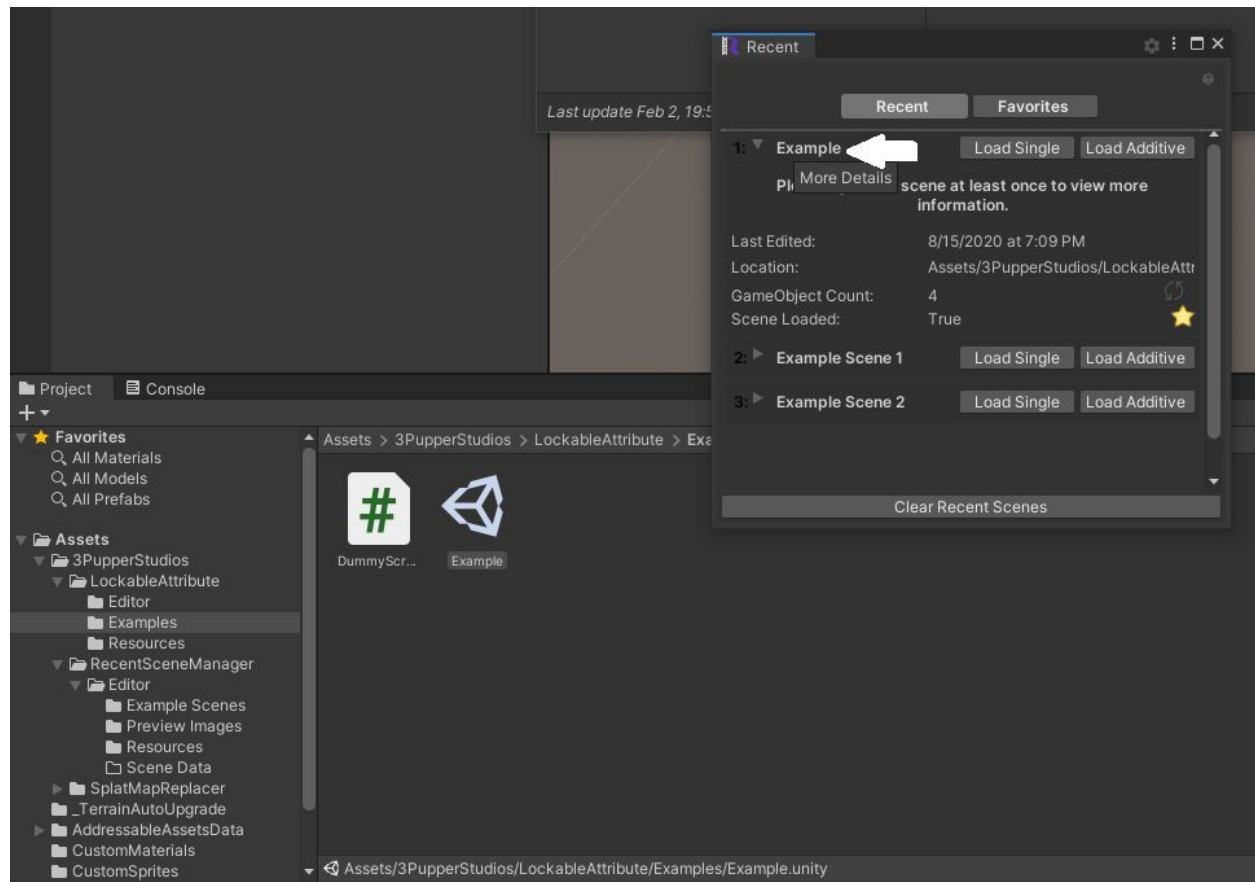 Recent
Recent Favorites
Last update Feb 2, 19:5
1: Example Load Single Load Additive
More Details
scene at least once to view more
information.
Last Edited: 8/15/2020 at 7:09 PM
Location: Assets/3PupperStudios/LockableAttr
GameObject Count: 4
Scene Loaded: True
2: Example Scene 1 Load Single Load Additive
3: Example Scene 2 Load Single Load Additive
Clear Recent Scenes
Project Console
Favorites
All Materials
All Models
All Prefabs
Assets
3PupperStudios
LockableAttribute
Editor
Examples
Resources
RecentSceneManager
Editor
Example Scenes
Preview Images
Resources
Scene Data
SplatMapReplacer
_TerrainAutoUpgrade
AddressableAssetsData
CustomMaterials
CustomSprites
Assets > 3PupperStudios > LockableAttribute > Exa
#
DummyScr... Example
Assets/3PupperStudios/LockableAttribute/Examples/Example.unity